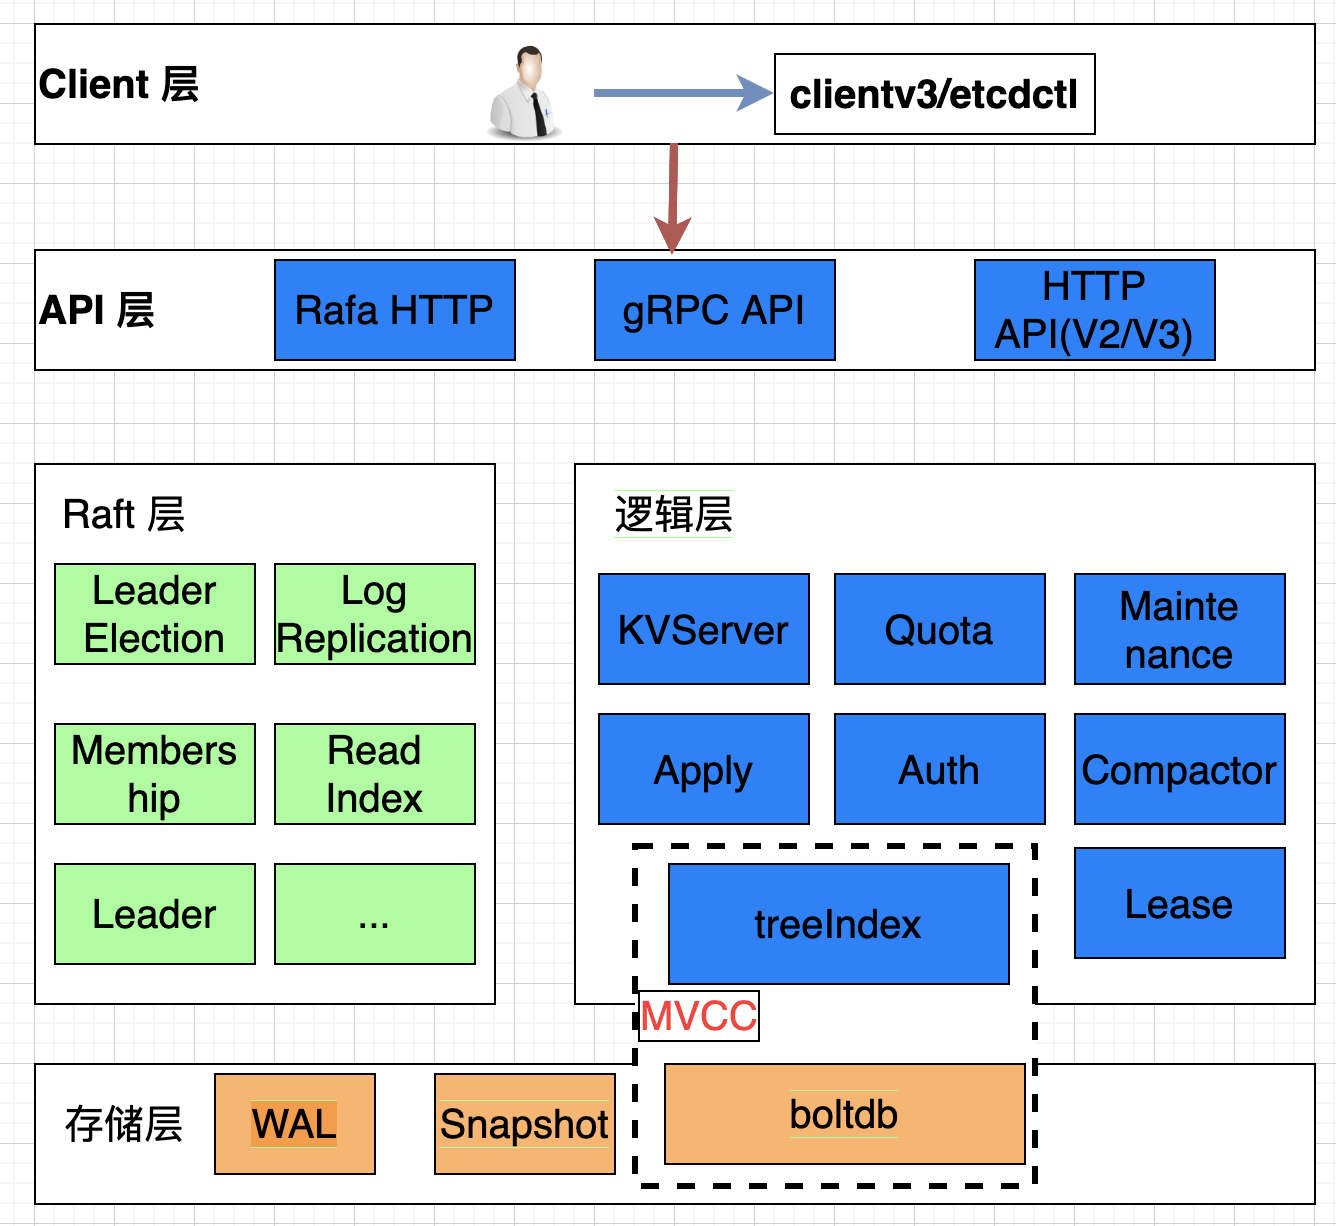 Client 层
clientv3/etcdctl
API 层
Rafa HTTP
gRPC API
HTTP
API(V2/V3)
Raft 层
Leader
Election
Log
Replication
Members
hip
Read
Index
Leader
...
逻辑层
KVServer
Quota
Mainte
nance
Apply
Auth
Compactor
treeIndex
Lease
MVCC
存储层
WAL
Snapshot
boltdb